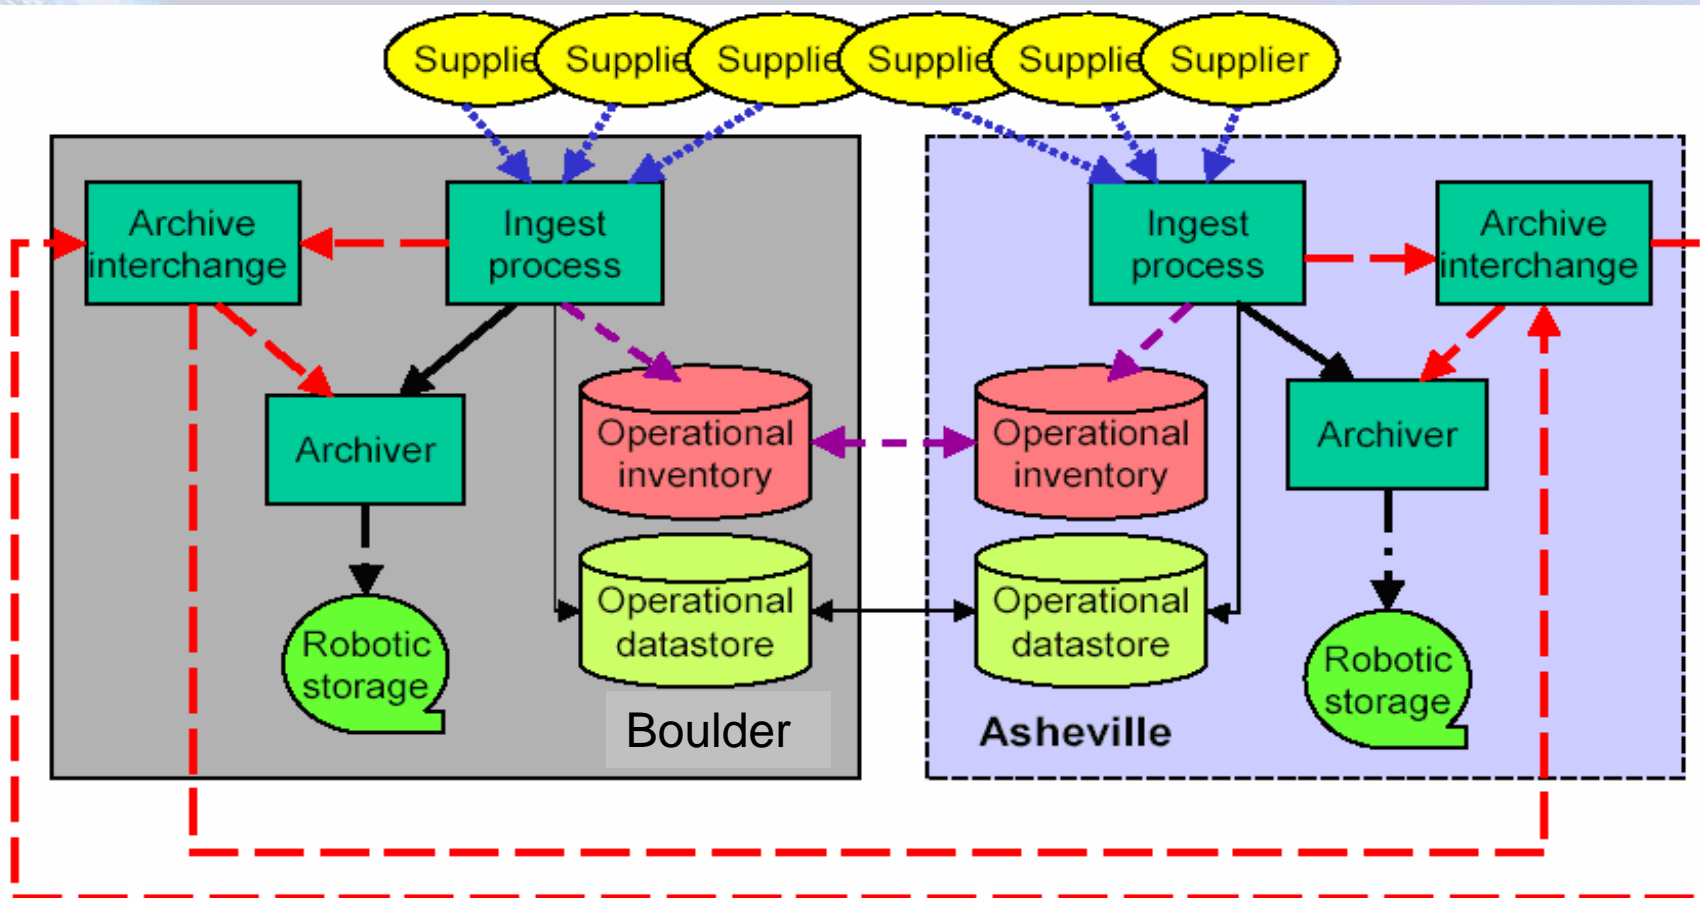 Supplie
Supplie
Supplie
Supplie
Supplie
Supplier
Archive
interchange
Ingest
process
Ingest
process
Archive
interchange
Archiver
Operational
inventory
Operational
inventory
Archiver
Robotic
storage
Operational
datastore
Operational
datastore
Robotic
storage
Boulder
Asheville